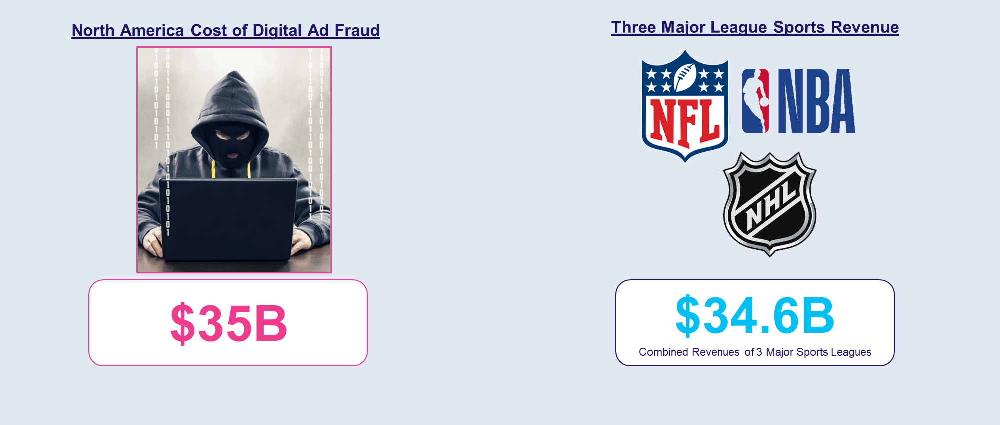 North America Cost of Digital Ad Fraud
$35B
Three Major League Sports Revenue
NFL
NBA
NHL
$34.6B
Combined Revenues of 3 Major Sports Leagues